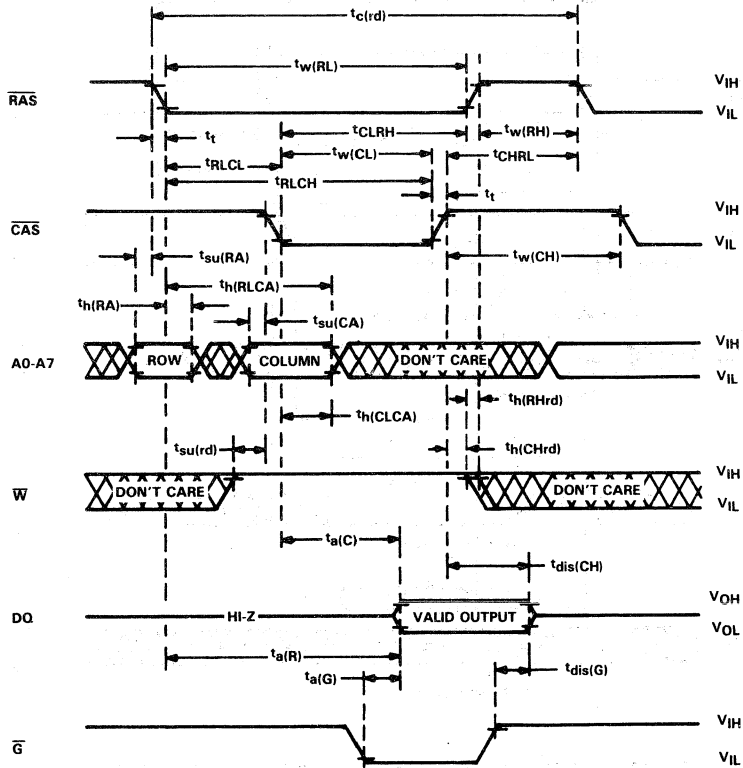 tc(rd)
tw(RL)
RAS
VIH
VIL
tCLRH
tw(RH)
tt
tw(CL)
tRLCL
tCHRL
tRLCH
tt
CAS
VIH
VIL
tsu(RA)
tw(CH)
th(RLCA)
th(RA)
tsu(CA)
A0-A7
ROW
COLUMN
DON'T CARE
VIH
VIL
th(RHrd)
th(CLCA)
tsu(rd)
th(CHrd)
W
DON'T CARE
DON'T CARE
VIH
VIL
ta(C)
tdis(CH)
DQ
HI-Z
VALID OUTPUT
VOH
VOL
ta(R)
ta(G)
tdis(G)
G
VIH
VIL